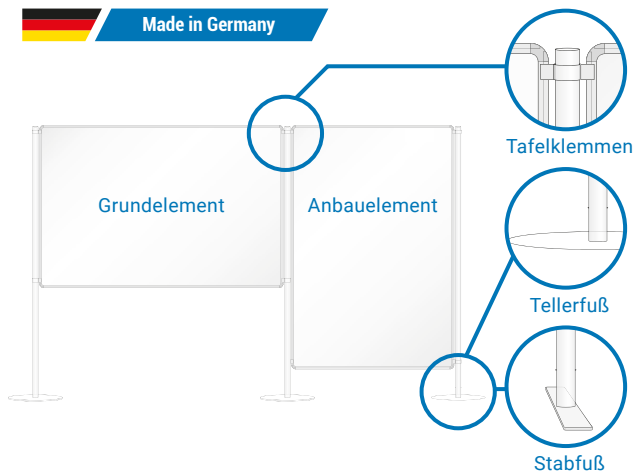 Made in Germany
Tafelklemmen
Grundelement
Anbauelement
Tellerfuß
Stabfuß